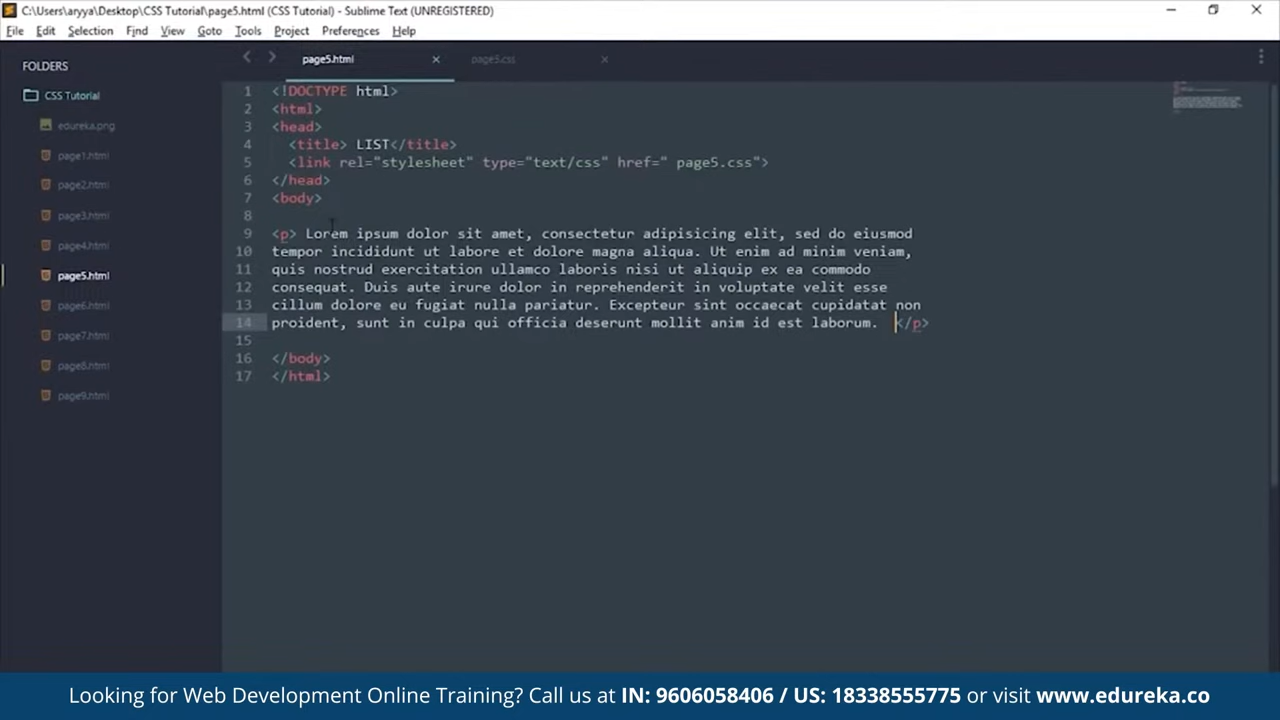 C:\Users\aryya\Desktop\CSS Tutorial\page5.html (CSS Tutorial) - Sublime Text (UNREGISTERED)
File Edit Selection Find View Goto Tools Project Preferences Help
FOLDERS
CSS Tutorial
edureka.png
page1.html
page2.html
page3.html
page4.html
page5.html
page6.html
page7.html
page8.html
page9.html
page5.html page5.css
1 <!DOCTYPE html>
2 <html>
3 <head>
4 <title> LIST</title>
5 <link rel="stylesheet" type="text/css" href=" page5.css">
6 </head>
7 <body>
8
9 <p> Lorem ipsum dolor sit amet, consectetur adipisicing elit, sed do eiusmod
10 tempor incididunt ut labore et dolore magna aliqua. Ut enim ad minim veniam,
11 quis nostrud exercitation ullamco laboris nisi ut aliquip ex ea commodo
12 consequat. Duis aute irure dolor in reprehenderit in voluptate velit esse
13 cillum dolore eu fugiat nulla pariatur. Excepteur sint occaecat cupidatat non
14 proident, sunt in culpa qui officia deserunt mollit anim id est laborum. </p>
15
16 </body>
17 </html>
Looking for Web Development Online Training? Call us at IN: 9606058406 / US: 18338555775 or visit www.edureka.co